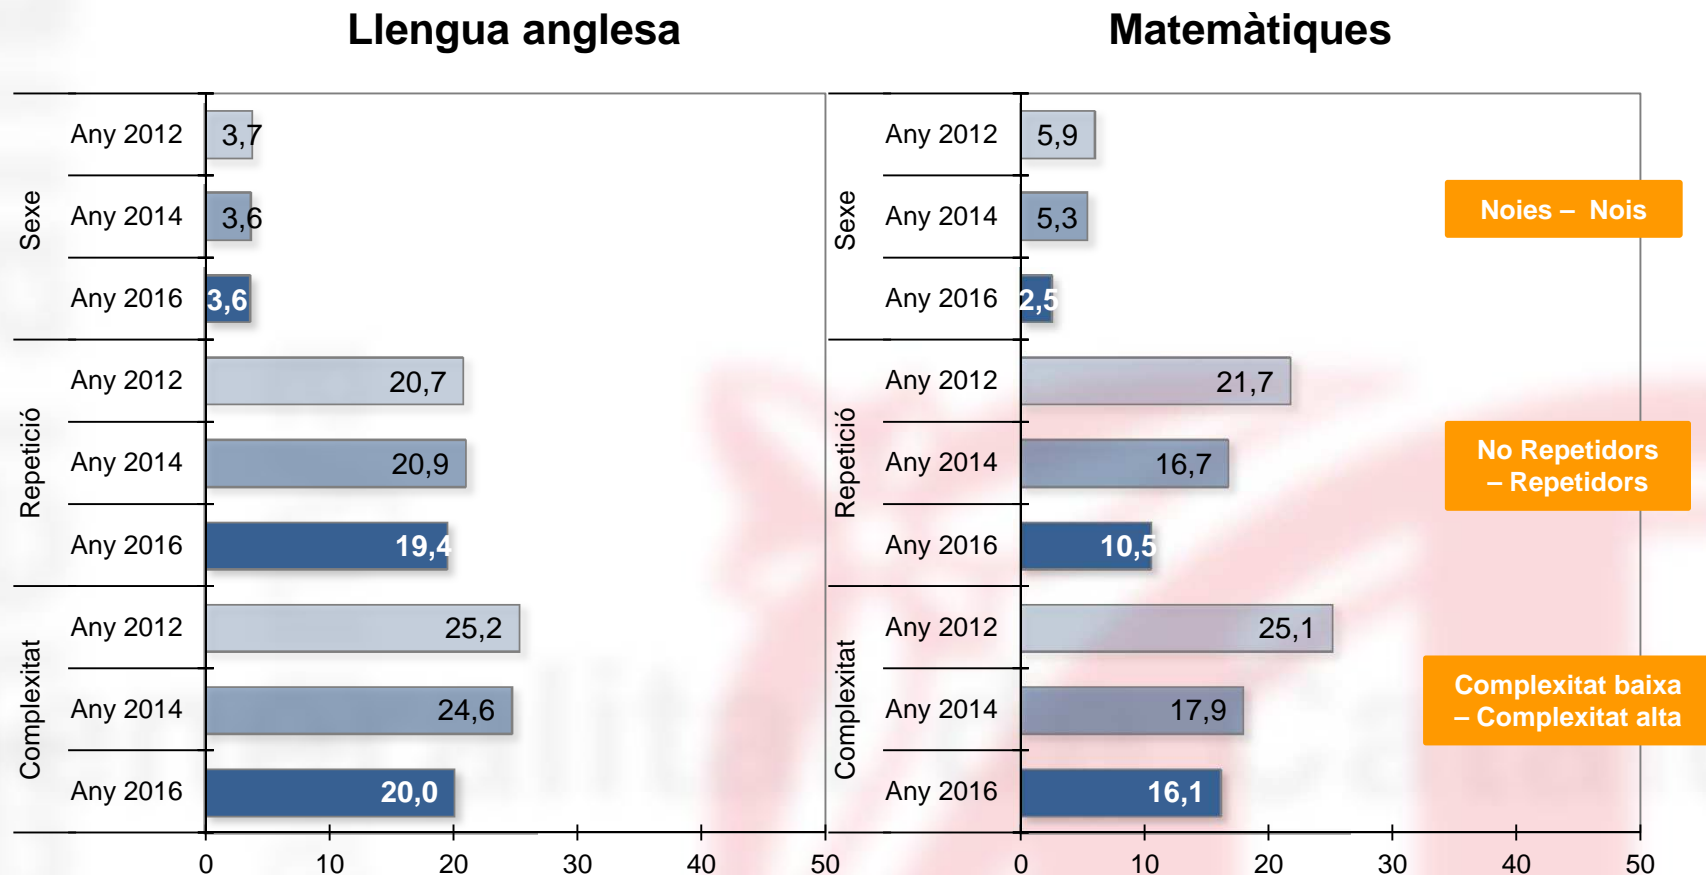 Llengua anglesa
Sexe
Any 2012
3,7
Any 2014
3,6
Any 2016
3,6
Repetició
Any 2012
20,7
Any 2014
20,9
Any 2016
19,4
Complexitat
Any 2012
25,2
Any 2014
24,6
Any 2016
20,0
0 10 20 30 40 50
Matemàtiques
Sexe
Any 2012
5,9
Any 2014
5,3
Any 2016
2,5
Repetició
Any 2012
21,7
Any 2014
16,7
Any 2016
10,5
Complexitat
Any 2012
25,1
Any 2014
17,9
Any 2016
16,1
0 10 20 30 40 50
Noies – Nois
No Repetidors
– Repetidors
Complexitat baixa
– Complexitat alta